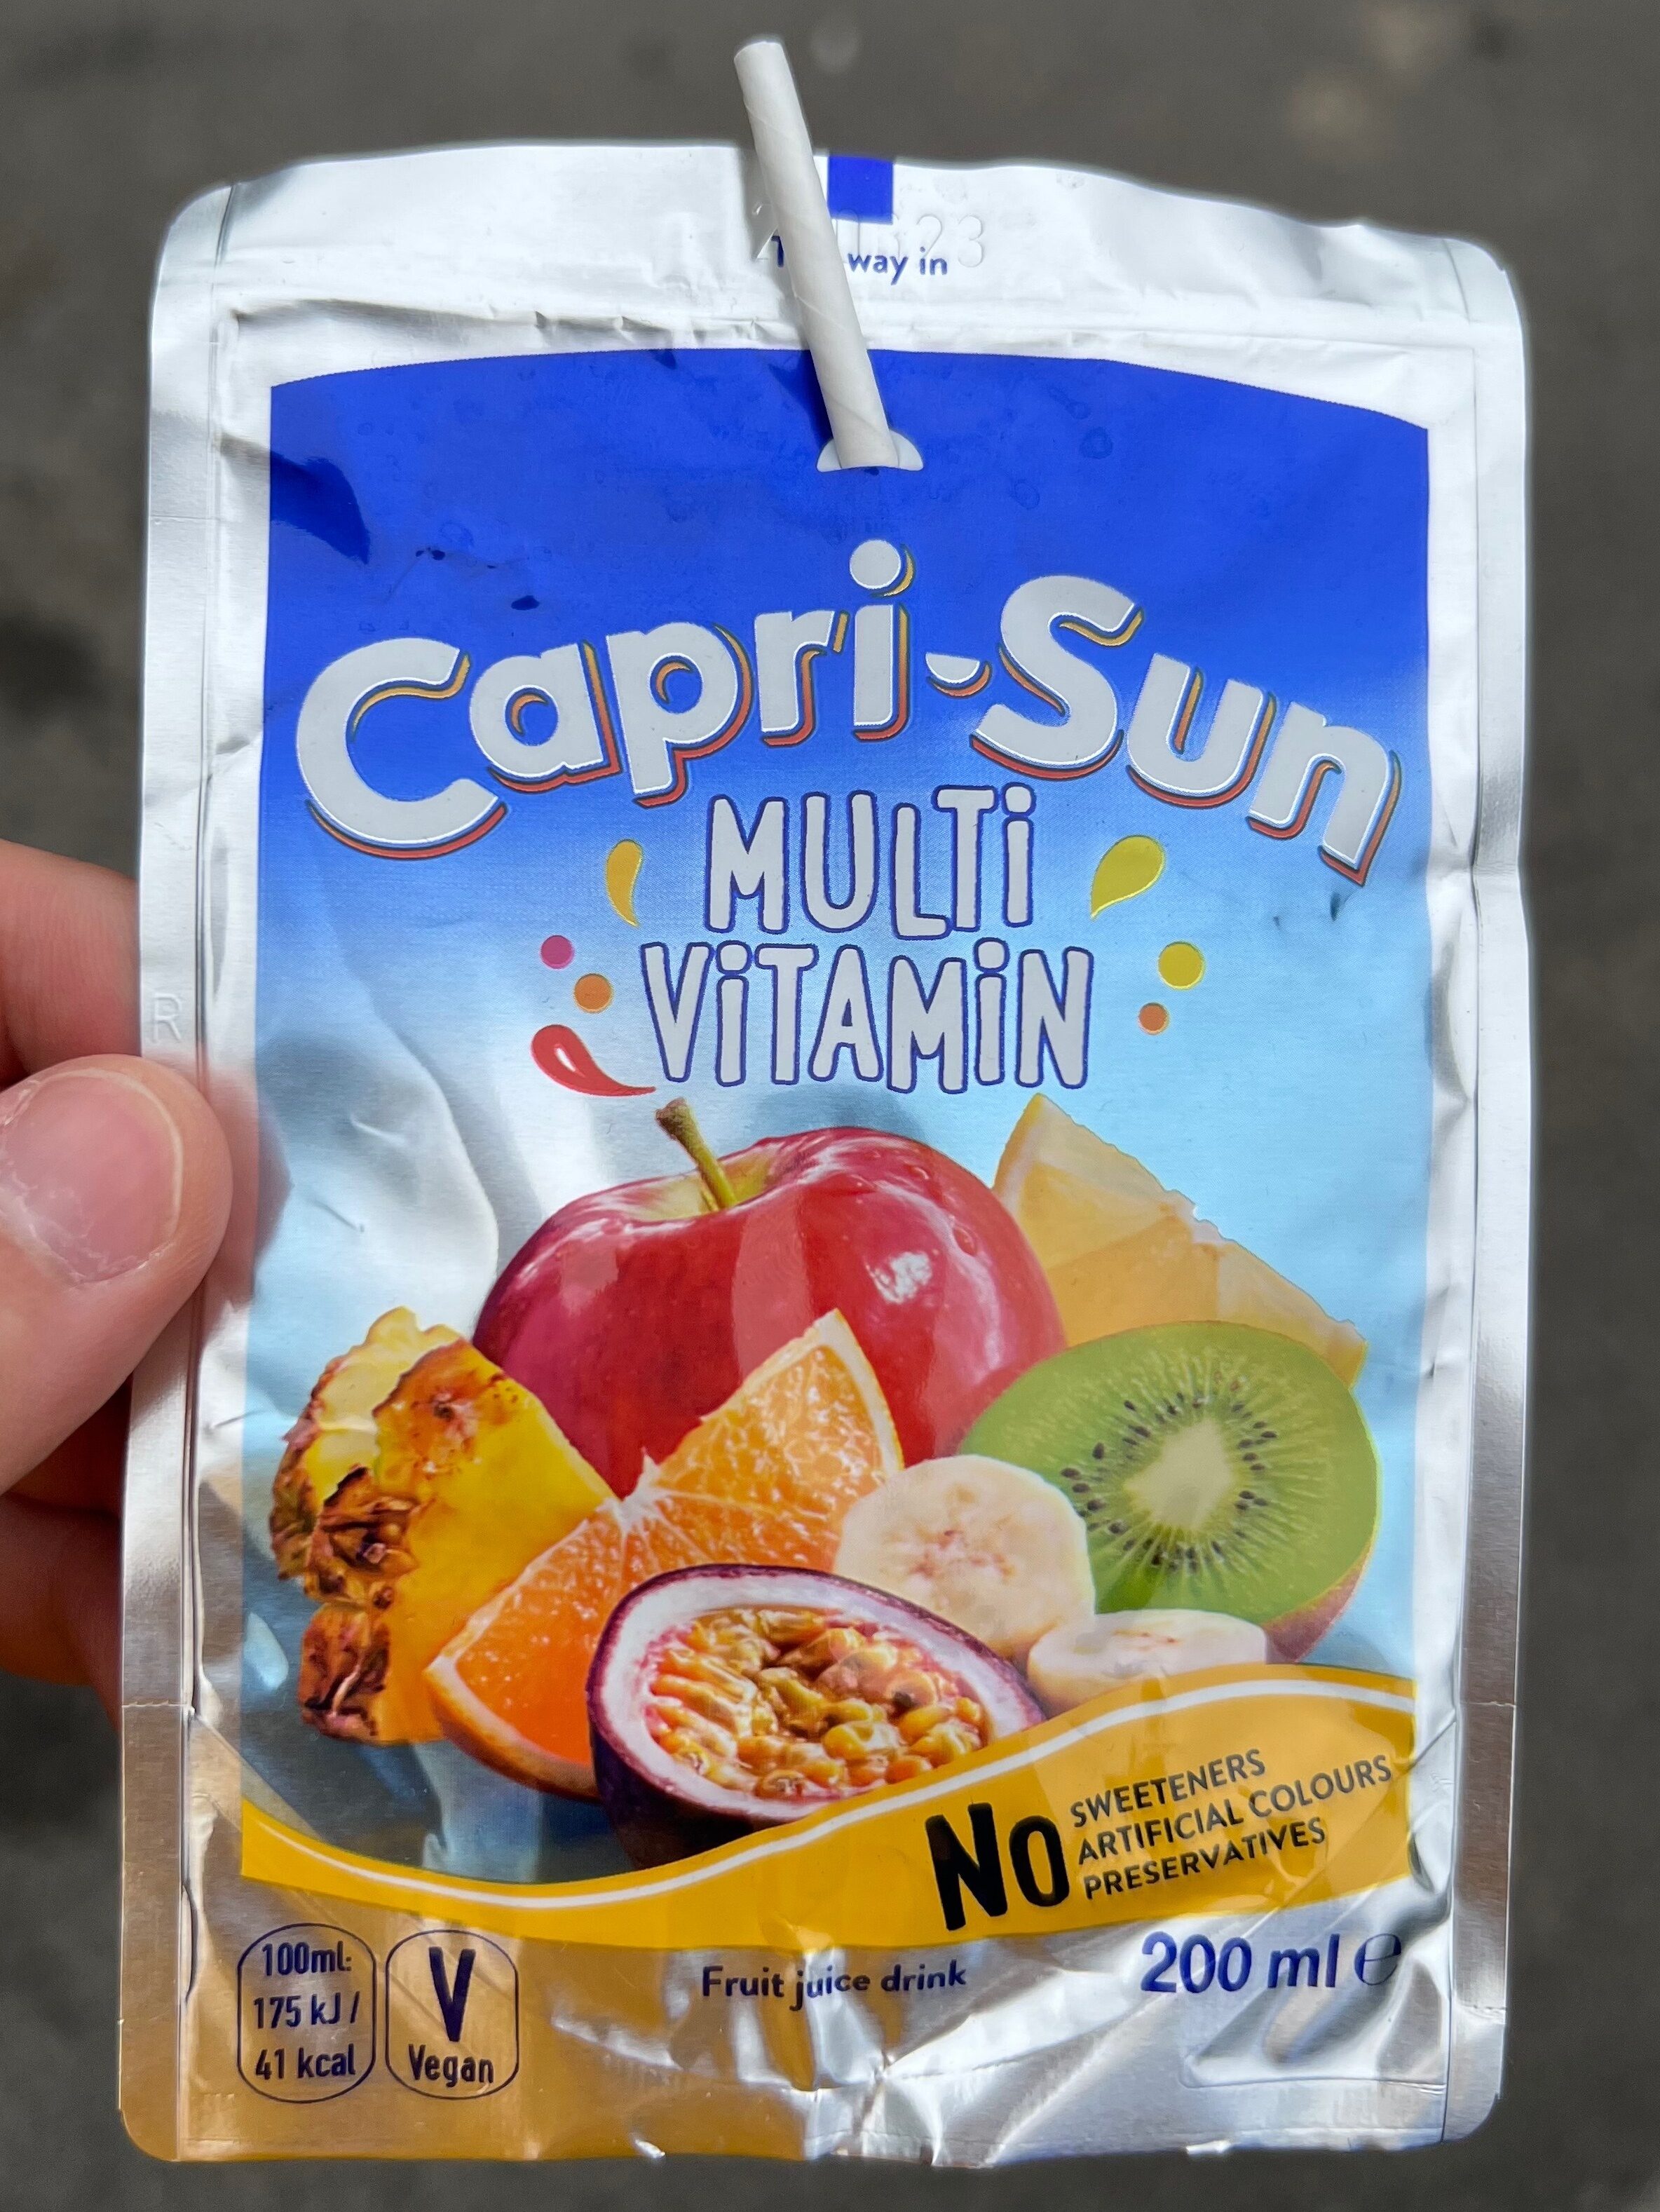 way in
Capri-Sun
MULTi
ViTAMiN
No
SWEETENERS
ARTIFICIAL COLOURS
PRESERVATIVES
100ml:
175 kJ /
41 kcal
V
Vegan
Fruit juice drink
200 ml ℮
R